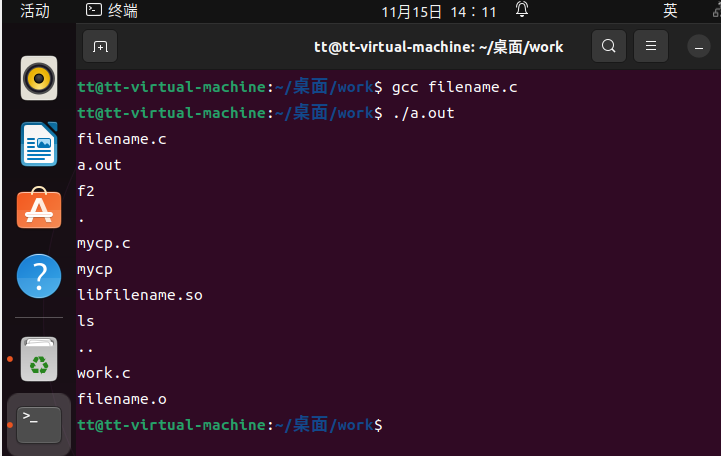 活动 终端 11月15日 14：11 英
tt@tt-virtual-machine: ~/桌面/work
tt@tt-virtual-machine:~/桌面/work$ gcc filename.c
tt@tt-virtual-machine:~/桌面/work$ ./a.out
filename.c
a.out
f2
.
mycp.c
mycp
libfilename.so
ls
..
work.c
filename.o
tt@tt-virtual-machine:~/桌面/work$